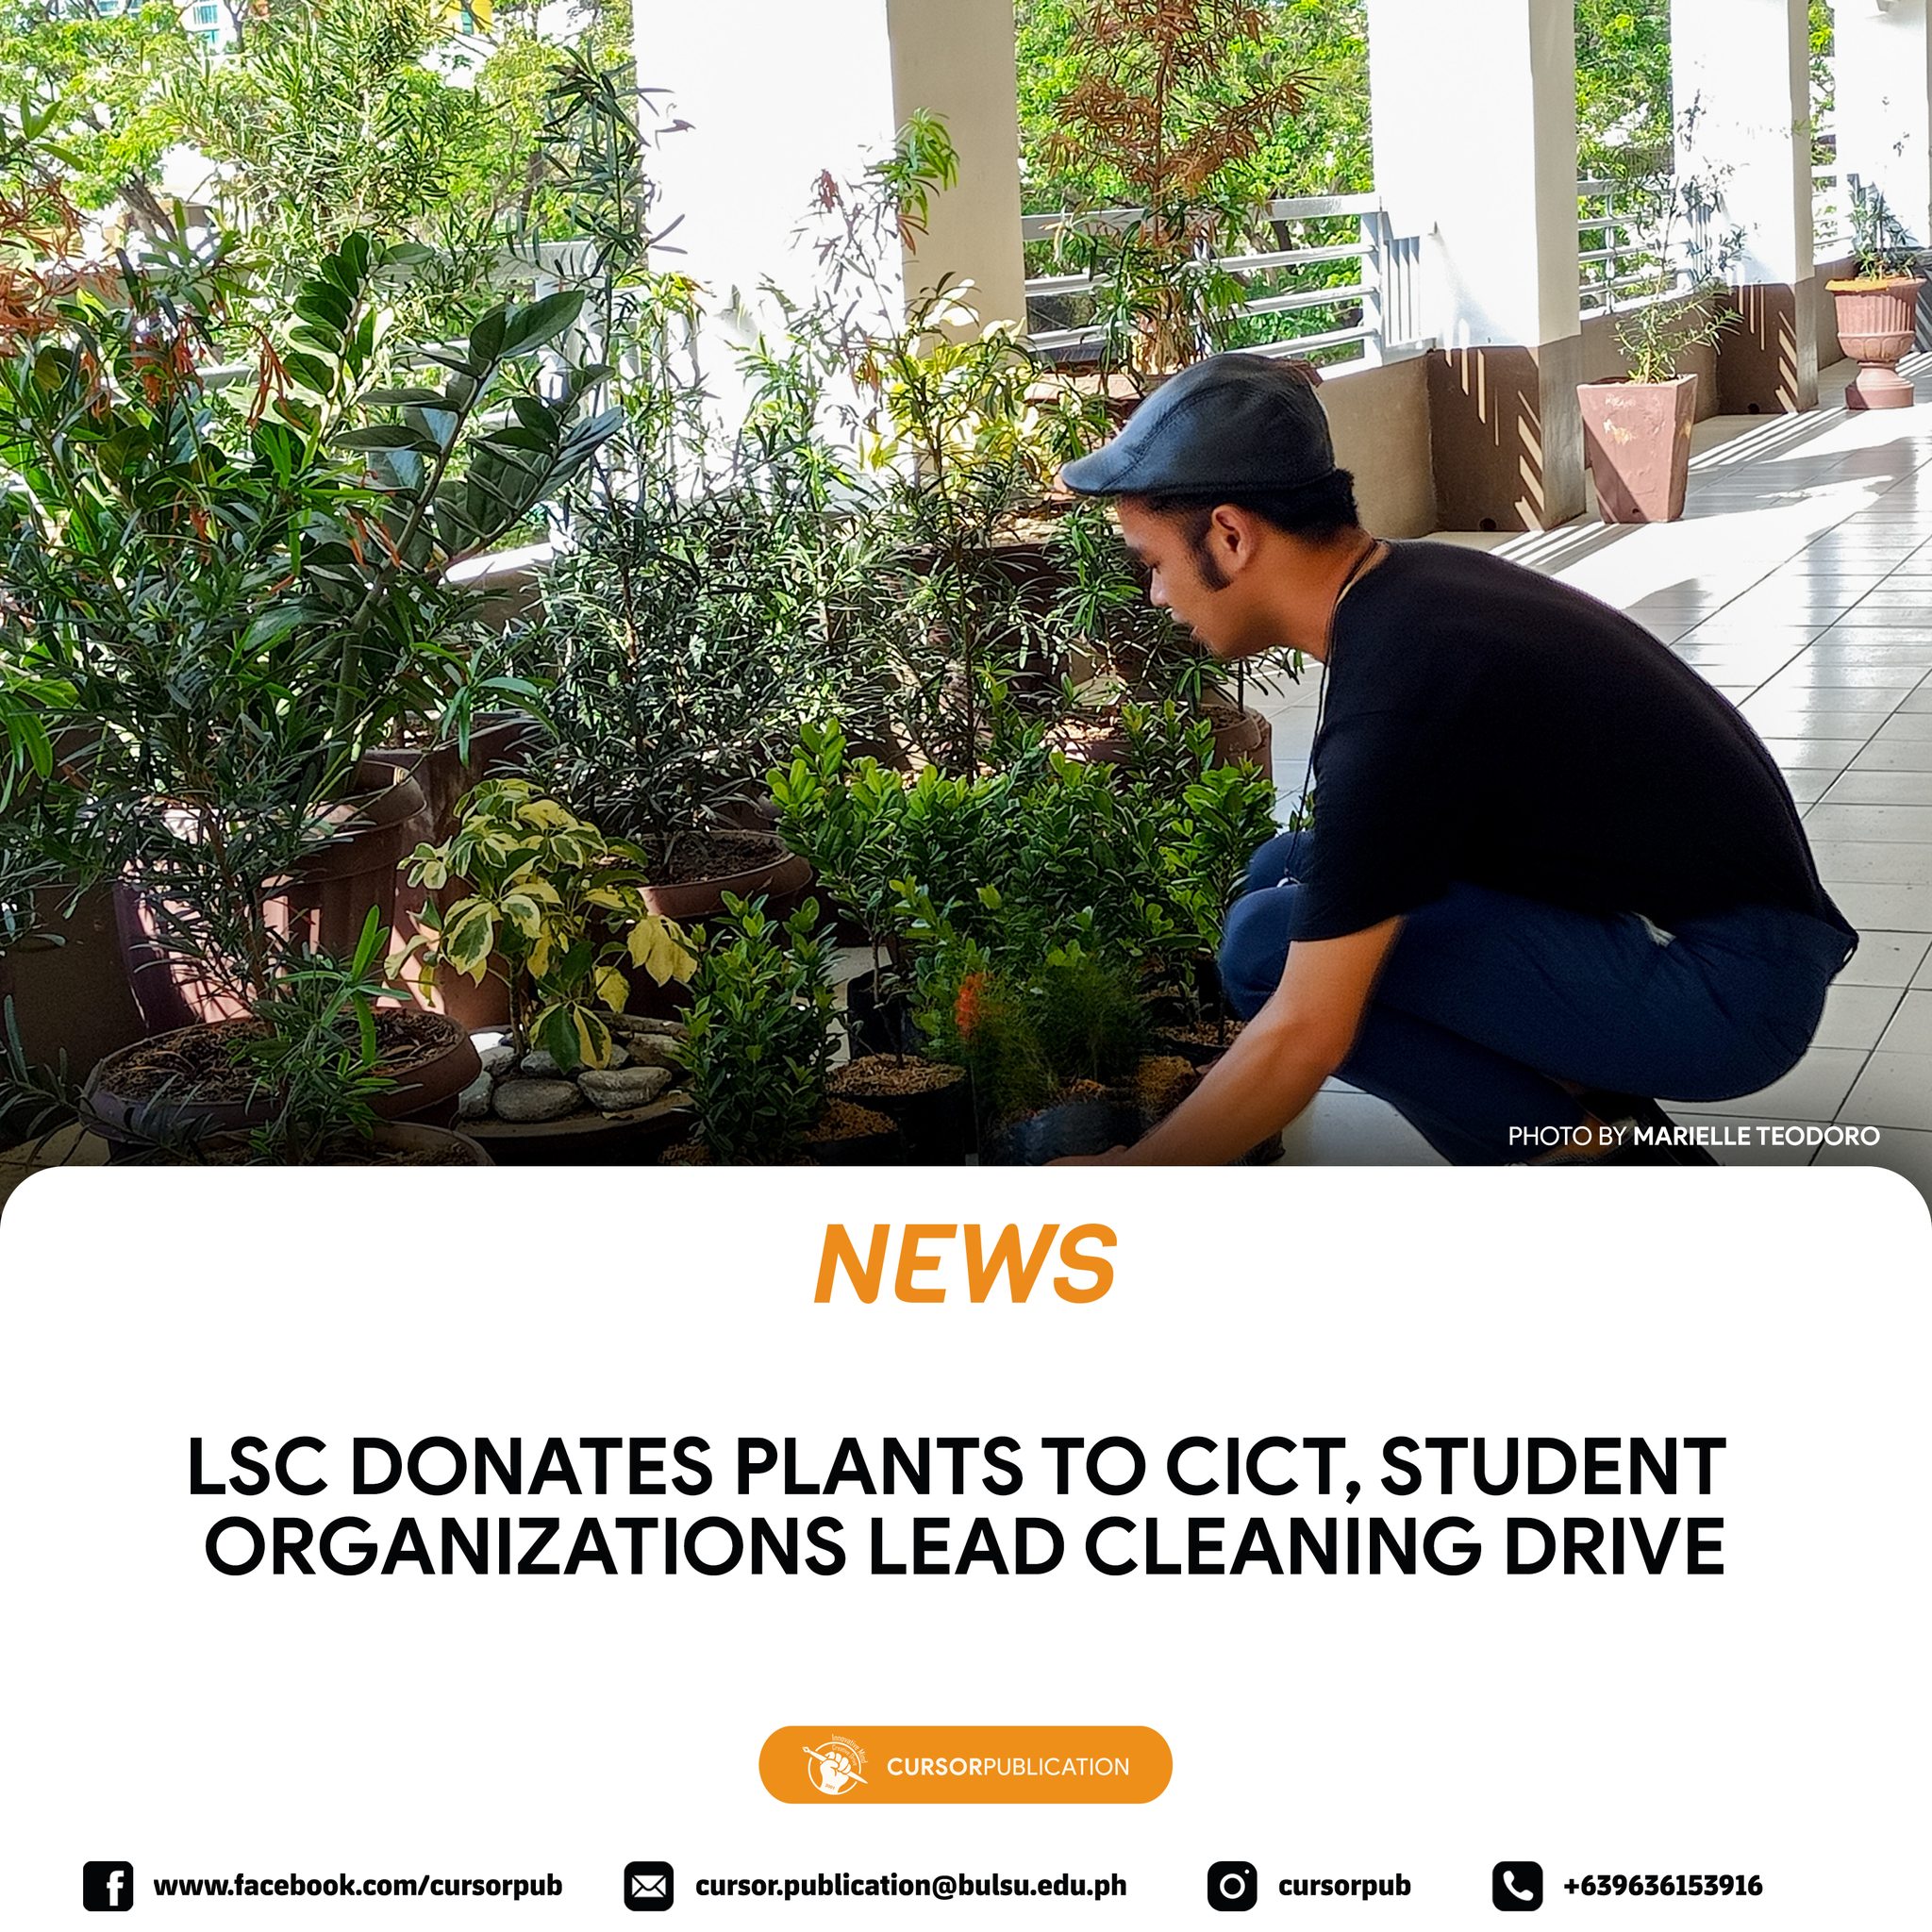 PHOTO BY MARIELLE TEODORO
NEWS
LSC DONATES PLANTS TO CICT, STUDENT
ORGANIZATIONS LEAD CLEANING DRIVE
CURSORPUBLICATION
www.facebook.com/cursorpub
cursor.publication@bulsu.edu.ph
cursorpub
+639636153916